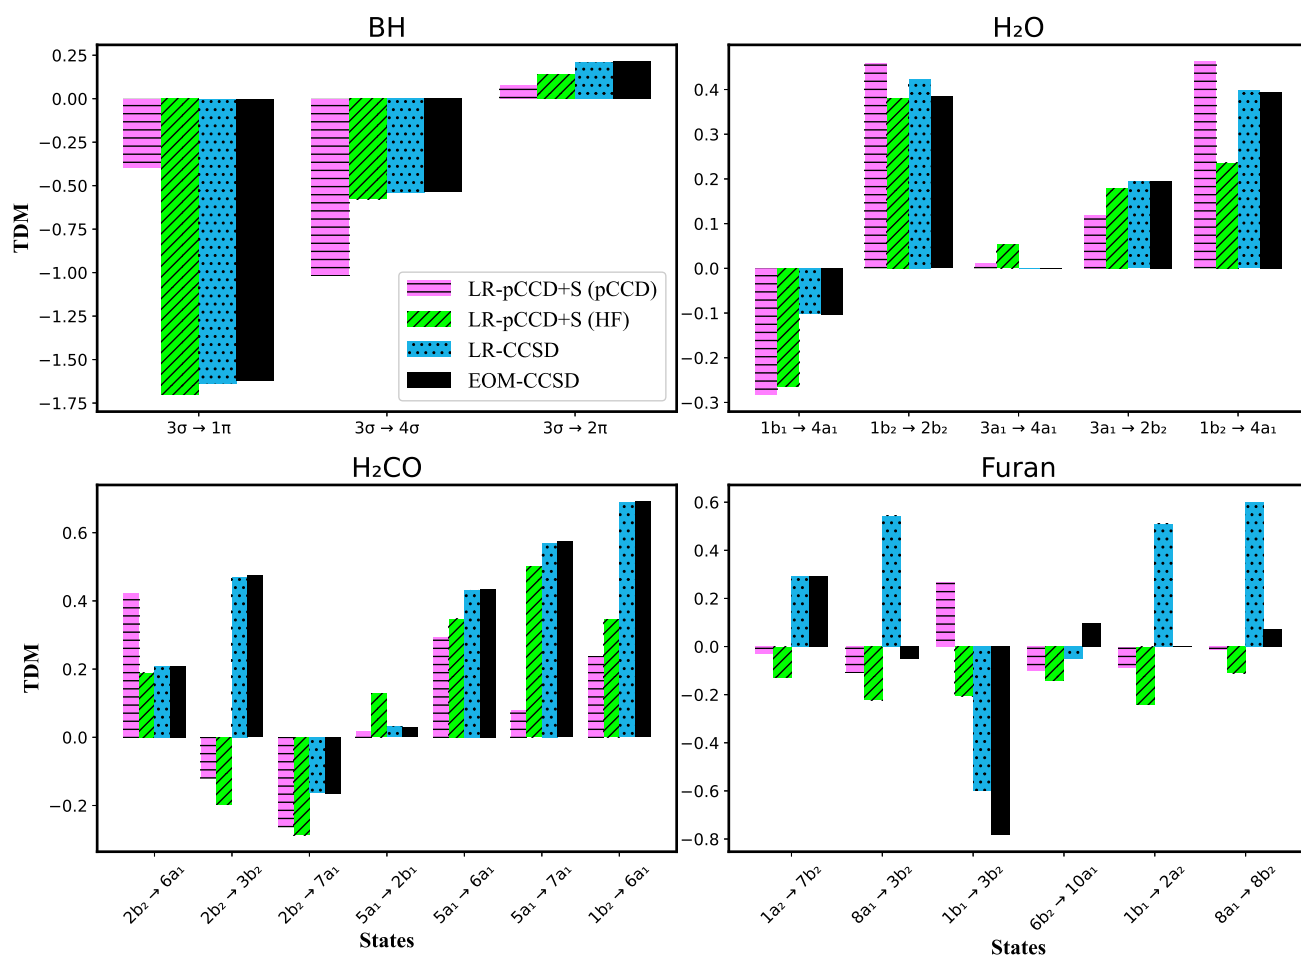 BH
0.25
0.00
−0.25
−0.50
−0.75
−1.00
−1.25
−1.50
−1.75
TDM
3σ → 1π
3σ → 4σ
3σ → 2π
LR-pCCD+S (pCCD)
LR-pCCD+S (HF)
LR-CCSD
EOM-CCSD
H₂O
0.4
0.3
0.2
0.1
0.0
−0.1
−0.2
−0.3
1b₁ → 4a₁
1b₂ → 2b₂
3a₁ → 4a₁
3a₁ → 2b₂
1b₂ → 4a₁
H₂CO
0.6
0.4
0.2
0.0
−0.2
TDM
2b₂ → 6a₁
2b₂ → 3b₂
2b₂ → 7a₁
5a₁ → 2b₁
5a₁ → 6a₁
5a₁ → 7a₁
1b₂ → 6a₁
States
Furan
0.6
0.4
0.2
0.0
−0.2
−0.4
−0.6
−0.8
1a₂ → 7b₂
8a₁ → 3b₂
1b₁ → 3b₂
6b₂ → 10a₁
1b₁ → 2a₂
8a₁ → 8b₂
States